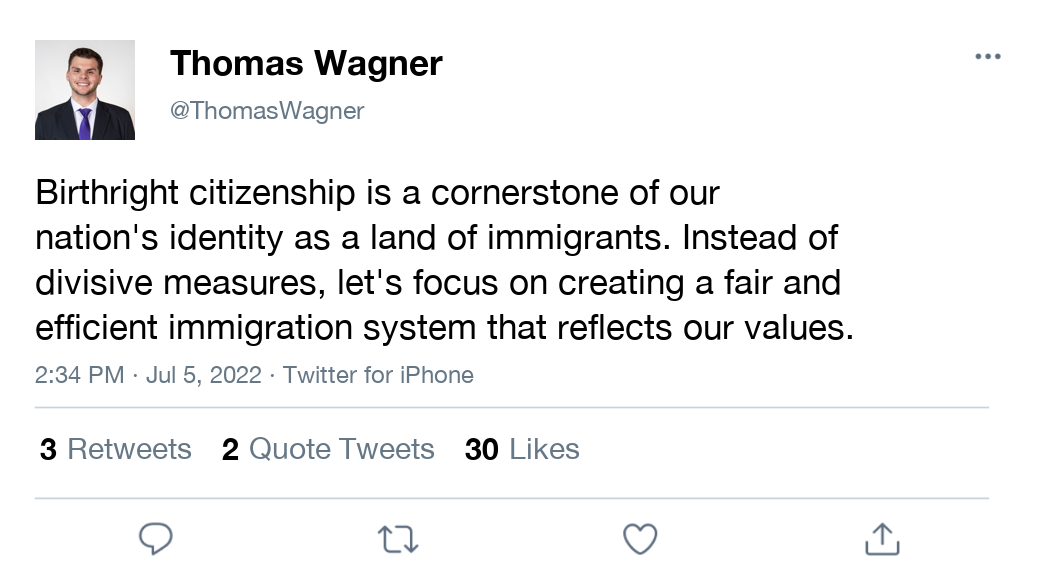 Thomas Wagner
@ThomasWagner
Birthright citizenship is a cornerstone of our
nation's identity as a land of immigrants. Instead of
divisive measures, let's focus on creating a fair and
efficient immigration system that reflects our values.
2:34 PM · Jul 5, 2022 · Twitter for iPhone
3 Retweets 2 Quote Tweets 30 Likes